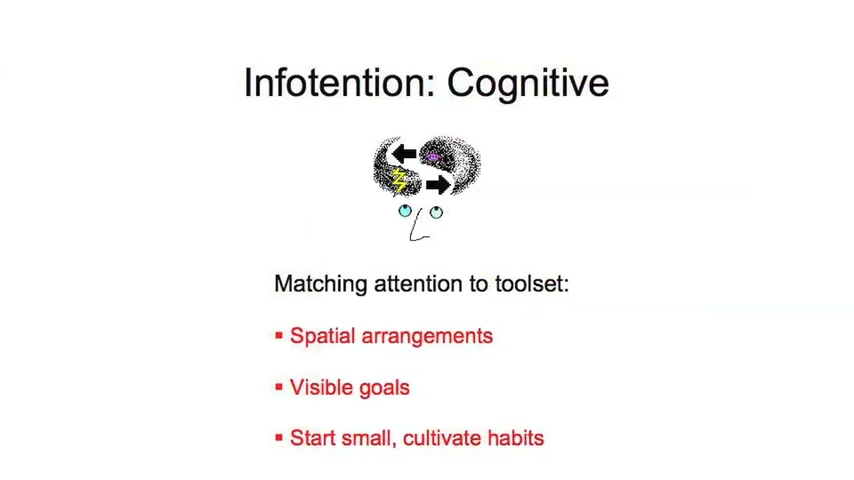 Infotention: Cognitive
Matching attention to toolset:
▪ Spatial arrangements
▪ Visible goals
▪ Start small, cultivate habits